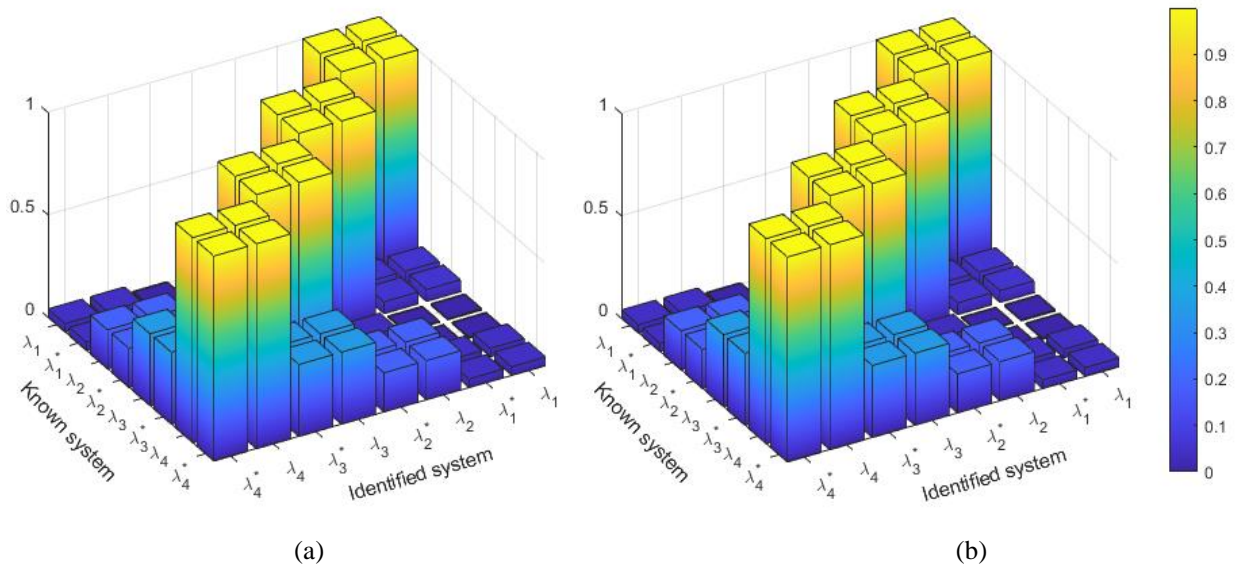 1
0.5
0
λ₁
λ₁*
λ₂
λ₂*
λ₃
λ₃*
λ₄
λ₄*
Known system
λ₄*
λ₄
λ₃*
λ₃
λ₂*
λ₂
λ₁*
λ₁
Identified system
(a)
1
0.5
0
λ₁
λ₁*
λ₂
λ₂*
λ₃
λ₃*
λ₄
λ₄*
Known system
λ₄*
λ₄
λ₃*
λ₃
λ₂*
λ₂
λ₁*
λ₁
Identified system
(b)
0.9
0.8
0.7
0.6
0.5
0.4
0.3
0.2
0.1
0